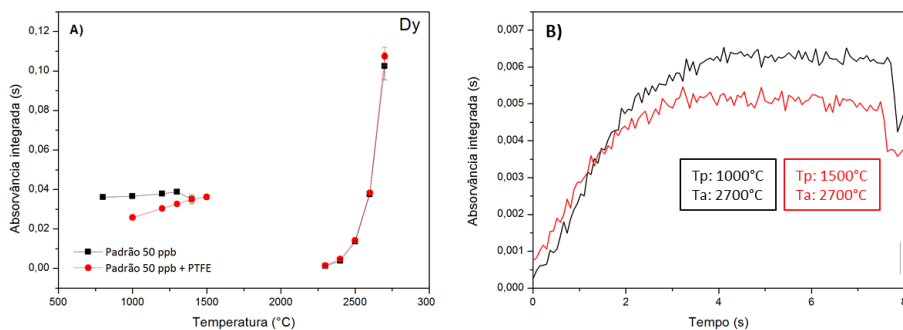 A)
Dy
0,12
0,10
0,08
0,06
0,04
0,02
0,00
Absorvância integrada (s)
Padrão 50 ppb
Padrão 50 ppb + PTFE
500 1000 1500 2000 2500 300
Temperatura (°C)
B)
0,007
0,006
0,005
0,004
0,003
0,002
0,001
0,000
Absorvância integrada (s)
Tp: 1000°C
Ta: 2700°C
Tp: 1500°C
Ta: 2700°C
0 2 4 6 8
Tempo (s)